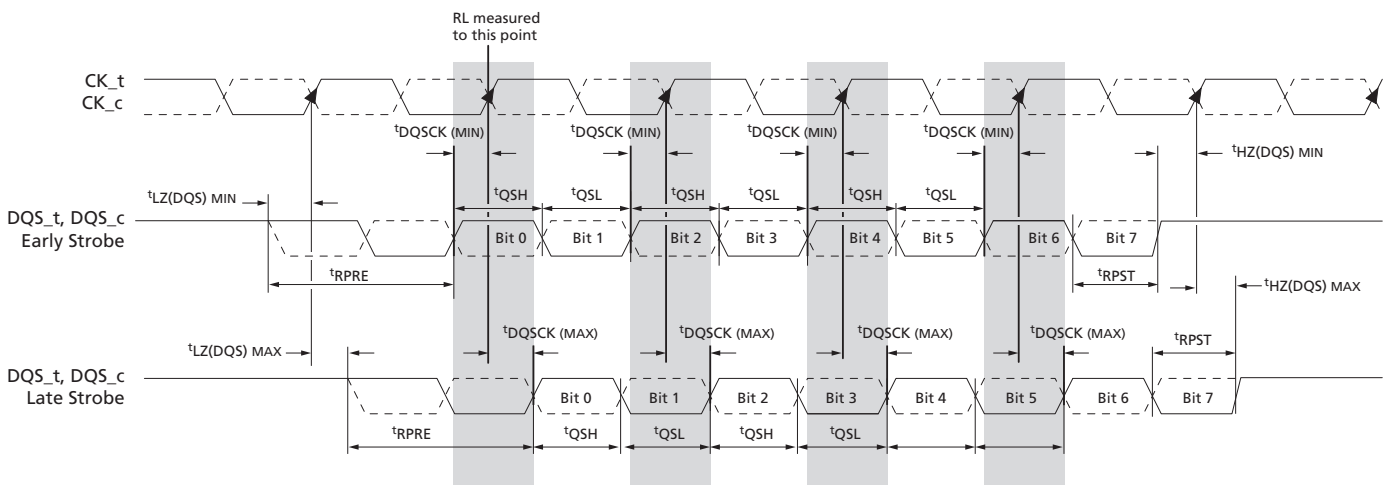 RL measured
to this point
CK_t
CK_c
tDQSCK (MIN) tDQSCK (MIN) tDQSCK (MIN) tDQSCK (MIN)
tHZ(DQS) MIN
tLZ(DQS) MIN
tQSH tQSL tQSH tQSL tQSH tQSL
DQS_t, DQS_c
Early Strobe
Bit 0 Bit 1 Bit 2 Bit 3 Bit 4 Bit 5 Bit 6 Bit 7
tRPRE
tRPST
tHZ(DQS) MAX
tLZ(DQS) MAX
tDQSCK (MAX) tDQSCK (MAX) tDQSCK (MAX) tDQSCK (MAX)
tRPST
DQS_t, DQS_c
Late Strobe
Bit 0 Bit 1 Bit 2 Bit 3 Bit 4 Bit 5 Bit 6 Bit 7
tRPRE
tQSH tQSL tQSH tQSL